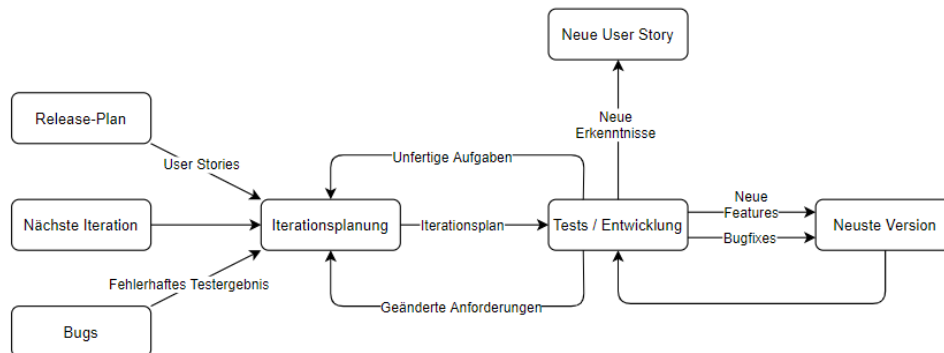 Neue User Story
Release-Plan
Neue
Erkenntnisse
User Stories
Unfertige Aufgaben
Nächste Iteration
Iterationsplanung
Iterationsplan
Tests / Entwicklung
Neue
Features
Bugfixes
Neuste Version
Fehlerhaftes Testergebnis
Geänderte Anforderungen
Bugs